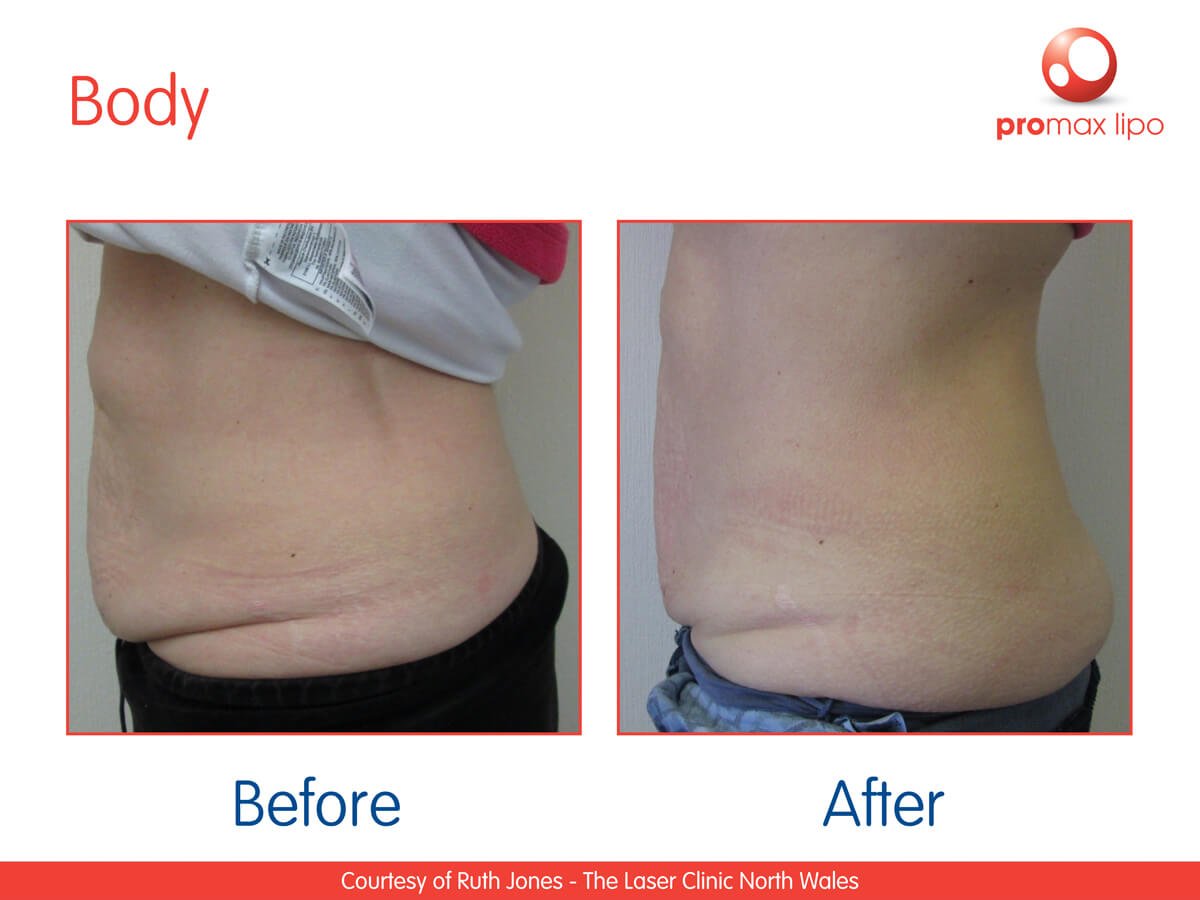 Body
promax lipo
Before
After
Courtesy of Ruth Jones - The Laser Clinic North Wales